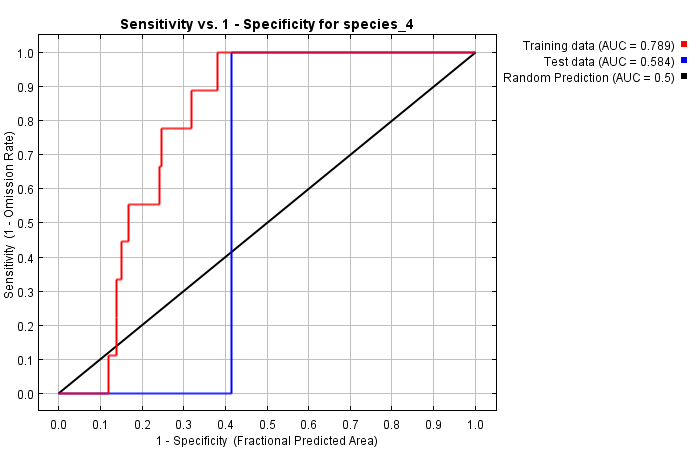 Sensitivity vs. 1 - Specificity for species_4
Training data (AUC = 0.789)
Test data (AUC = 0.584)
Random Prediction (AUC = 0.5)
Sensitivity (1 - Omission Rate)
1.0
0.9
0.8
0.7
0.6
0.5
0.4
0.3
0.2
0.1
0.0
0.0 0.1 0.2 0.3 0.4 0.5 0.6 0.7 0.8 0.9 1.0
1 - Specificity (Fractional Predicted Area)